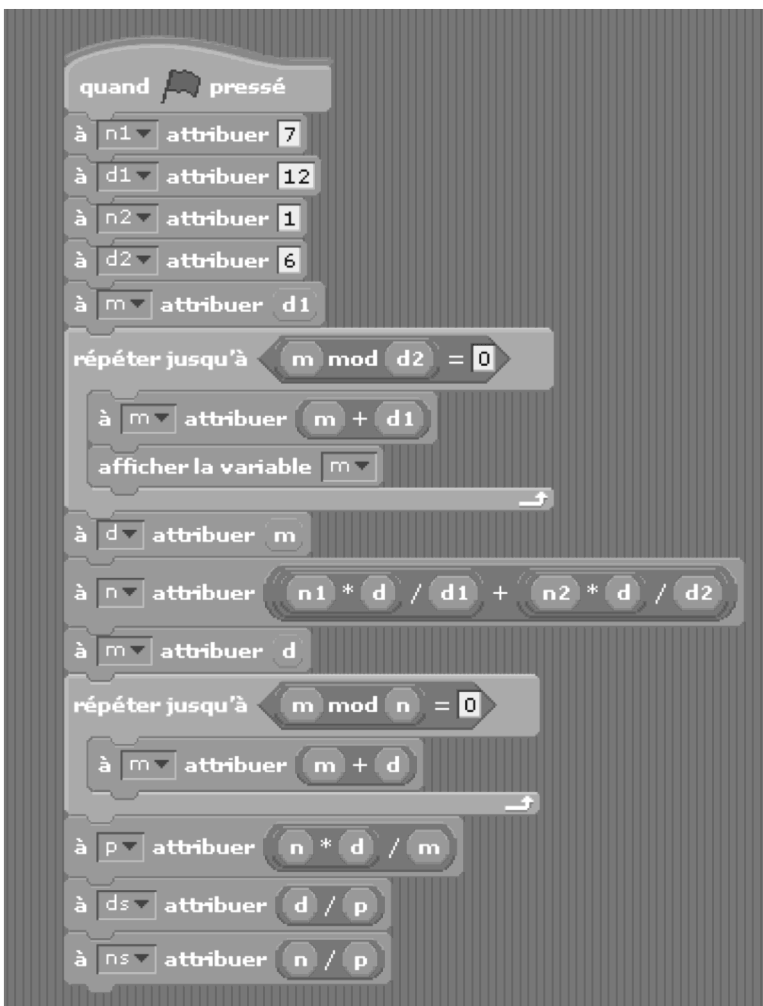 quand pressé
à n1 attribuer 7
à d1 attribuer 12
à n2 attribuer 1
à d2 attribuer 6
à m attribuer d1
répéter jusqu'à m mod d2 = 0
à m attribuer m + d1
afficher la variable m
à d attribuer m
à n attribuer n1 * d / d1 + n2 * d / d2
à m attribuer d
répéter jusqu'à m mod n = 0
à m attribuer m + d
à p attribuer n * d / m
à ds attribuer d / p
à ns attribuer n / p